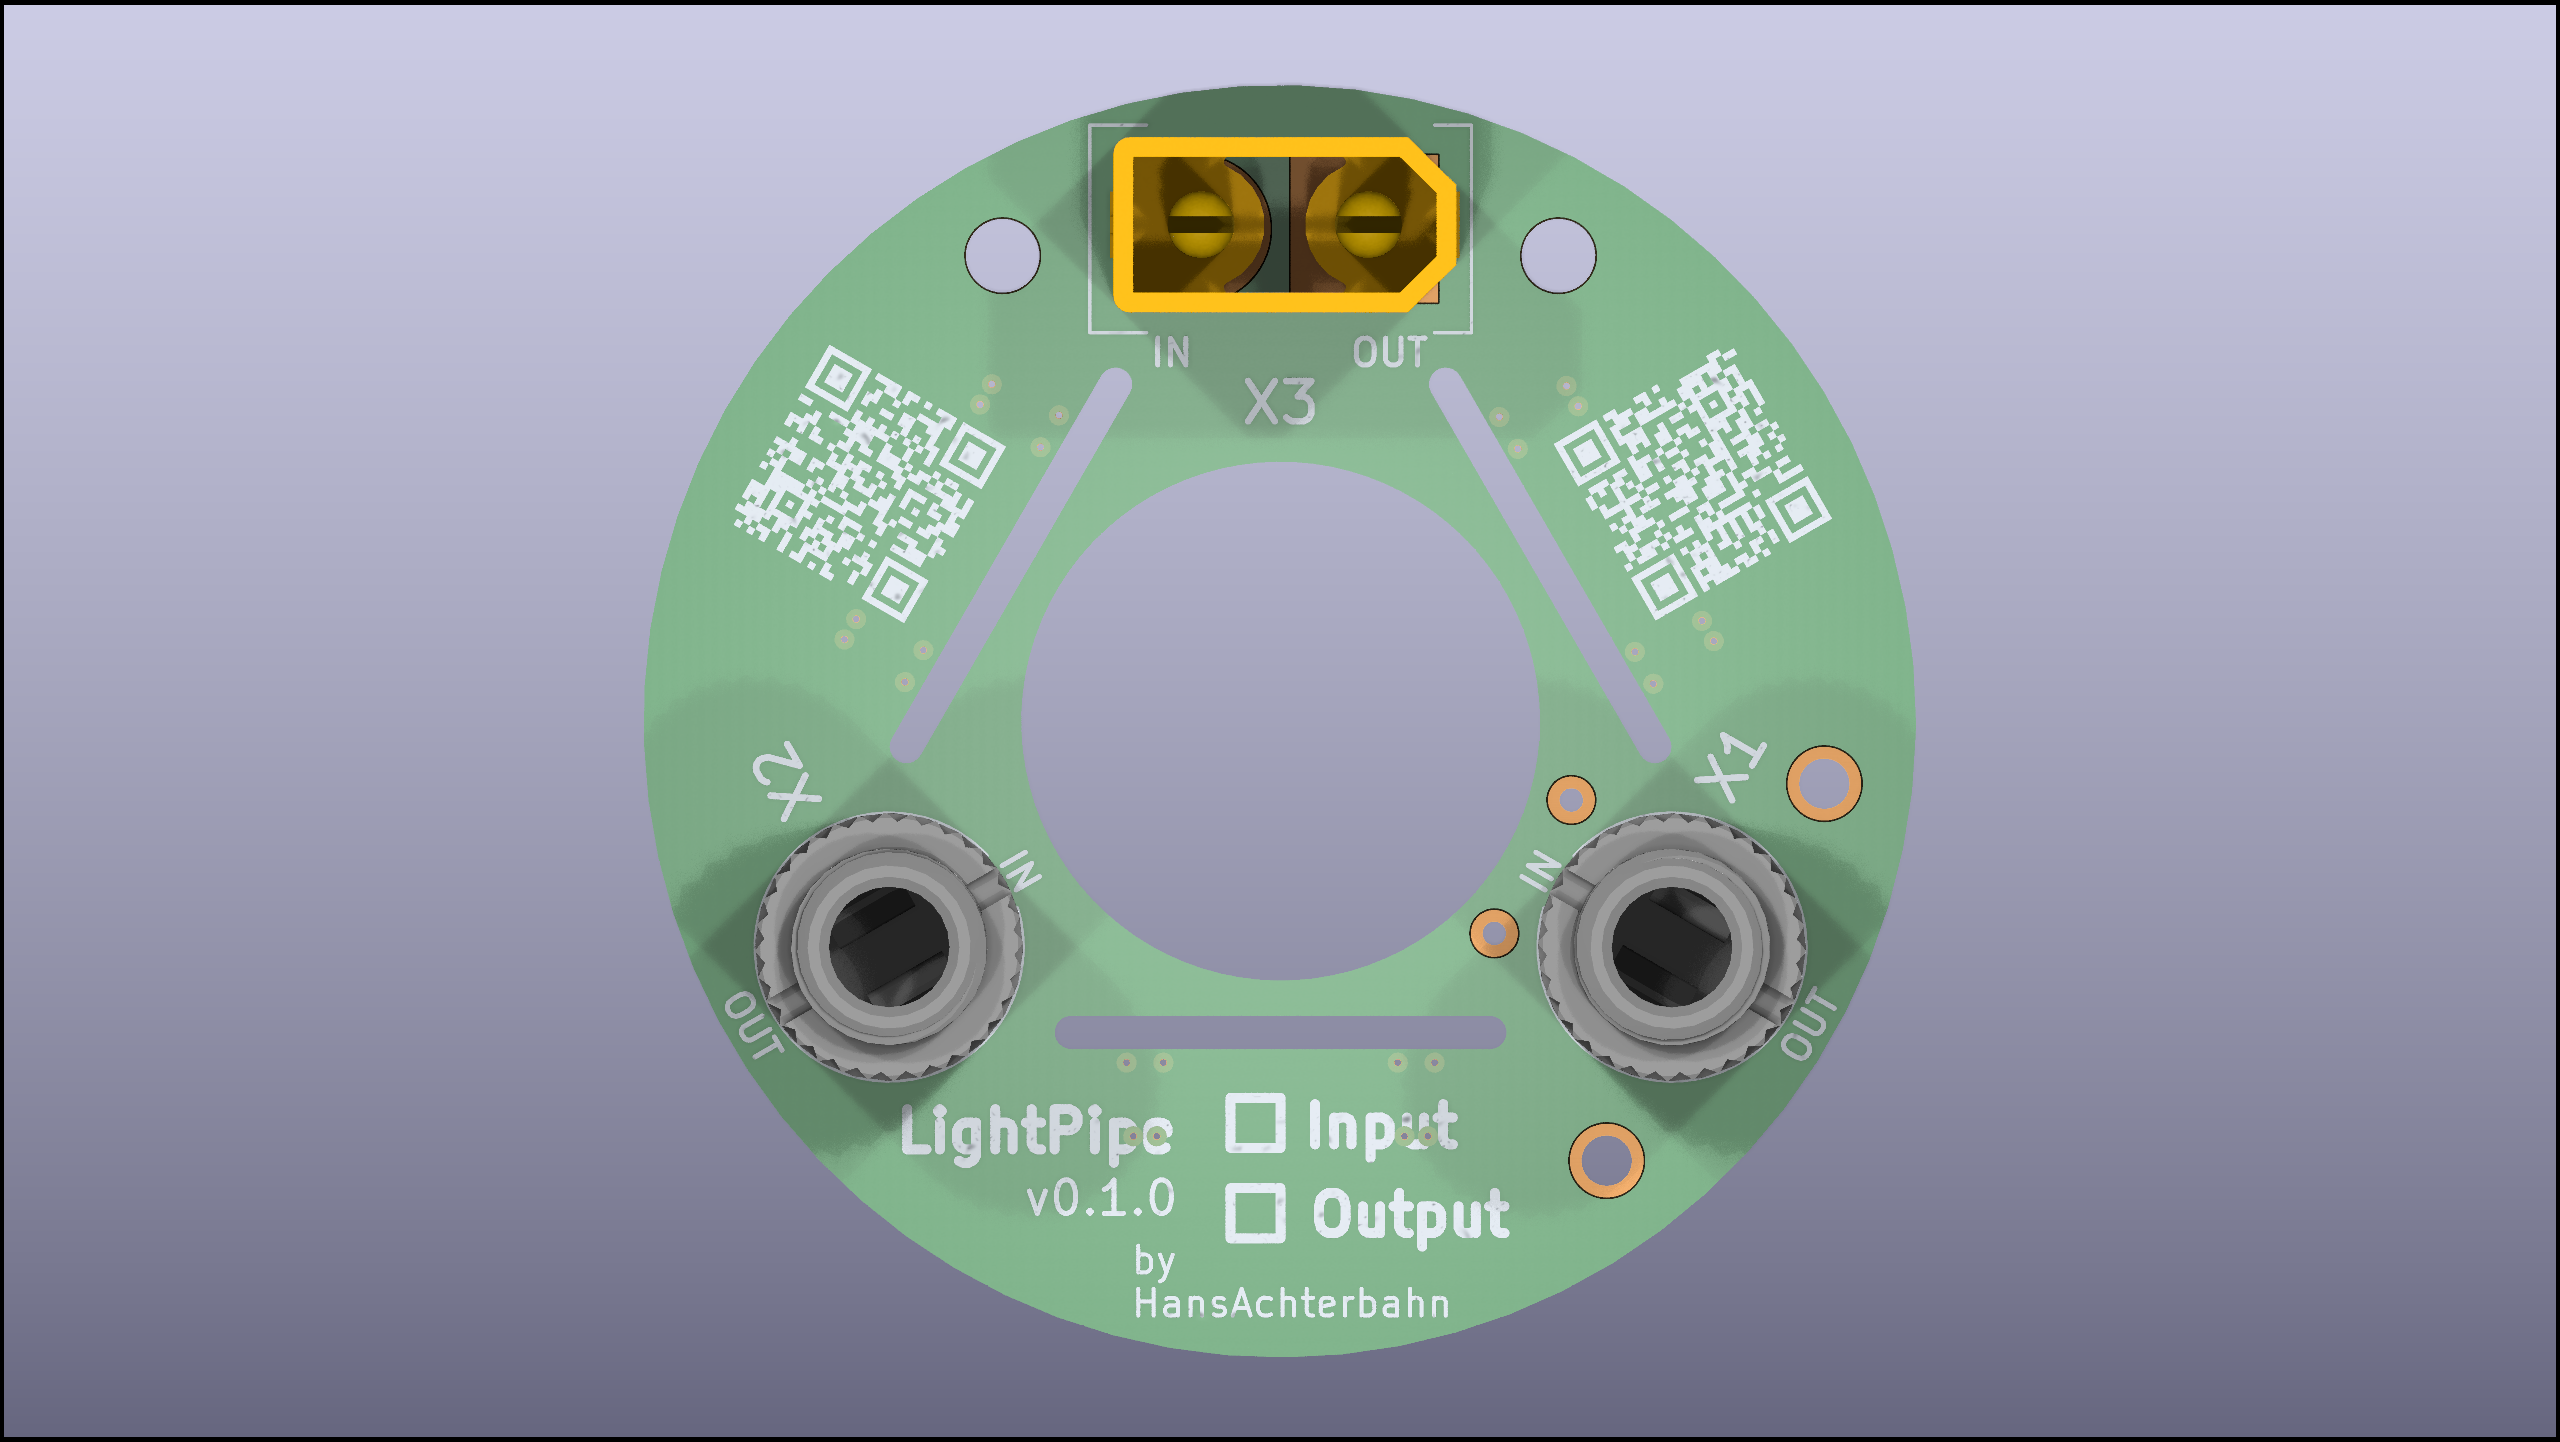 IN OUT
X3
X2
X1
IN
IN
OUT
OUT
LightPipe
v0.1.0
by
HansAchterbahn
Input
Output